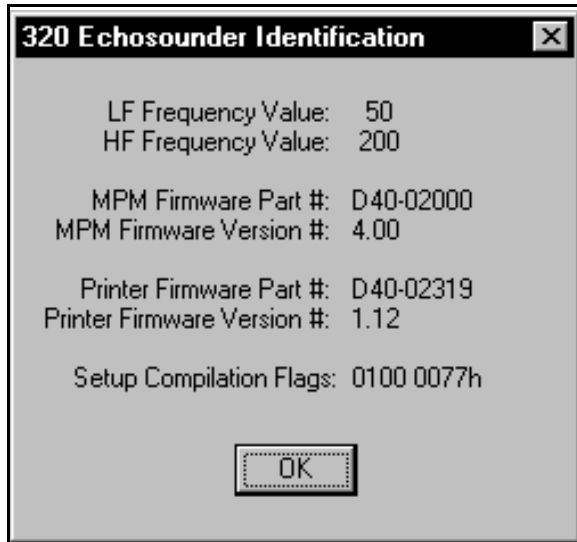 320 Echosounder Identification
LF Frequency Value: 50
HF Frequency Value: 200
MPM Firmware Part #: D40-02000
MPM Firmware Version #: 4.00
Printer Firmware Part #: D40-02319
Printer Firmware Version #: 1.12
Setup Compilation Flags: 0100 0077h
OK